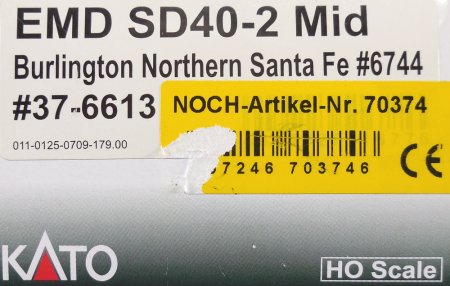 EMD SD40-2 Mid
Burlington Northern Santa Fe #6744
#37-6613
NOCH-Artikel-Nr. 70374
011-0125-0709-179.00
7246 703746
CE
KATO
HO Scale